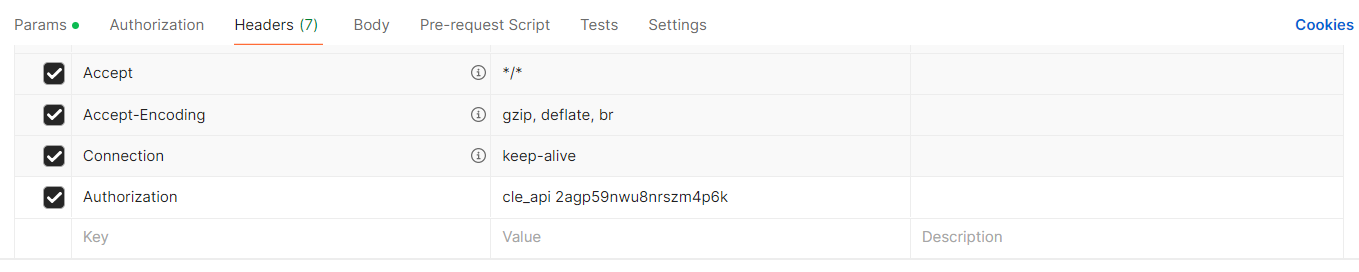 Params Authorization Headers (7) Body Pre-request Script Tests Settings Cookies
Accept */*
Accept-Encoding gzip, deflate, br
Connection keep-alive
Authorization cle_api 2agp59nwu8nrszm4p6k
Key Value Description